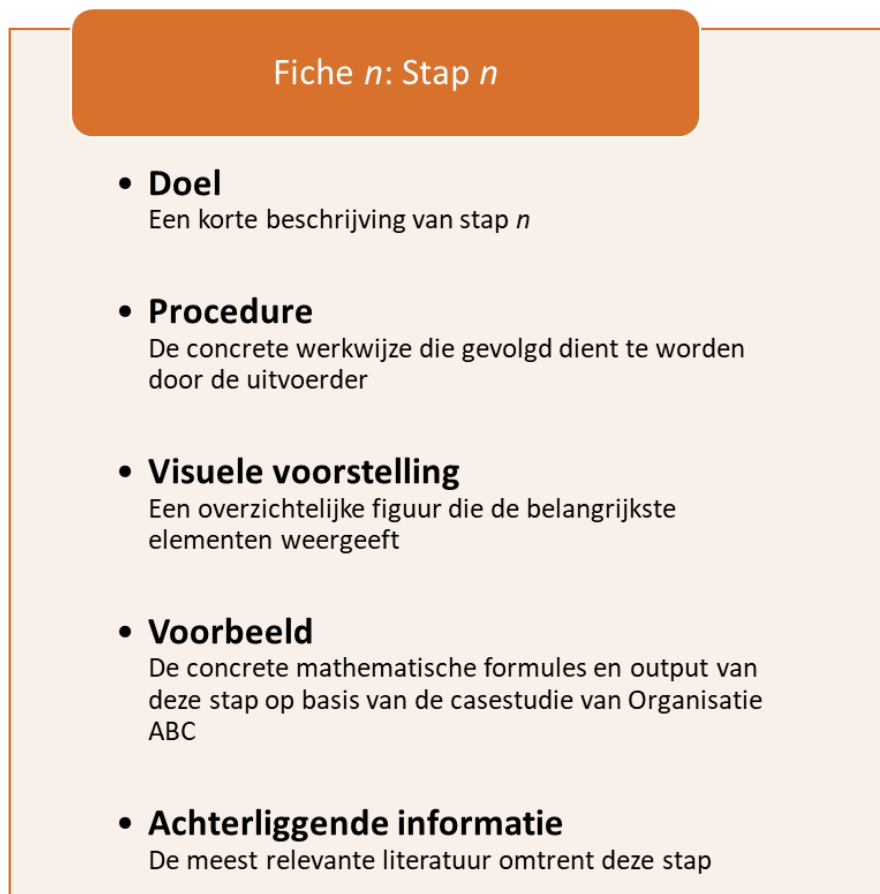 Fiche n: Stap n
• Doel
Een korte beschrijving van stap n
• Procedure
De concrete werkwijze die gevolgd dient te worden
door de uitvoerder
• Visuele voorstelling
Een overzichtelijke figuur die de belangrijkste
elementen weergeeft
• Voorbeeld
De concrete mathematische formules en output van
deze stap op basis van de casestudie van Organisatie
ABC
• Achterliggende informatie
De meest relevante literatuur omtrent deze stap